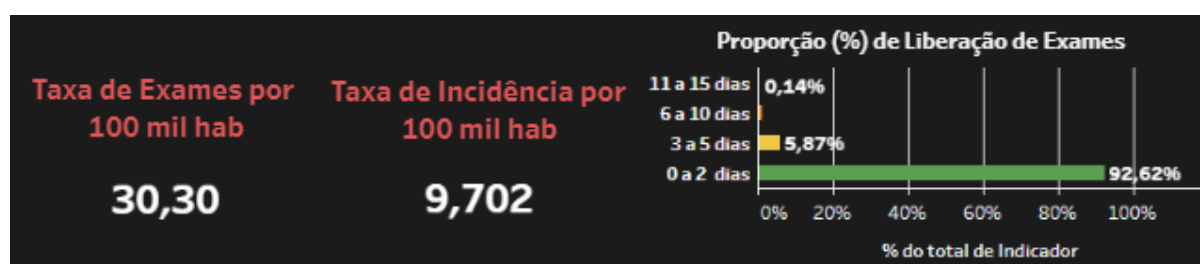 Taxa de Exames por
100 mil hab
30,30
Taxa de Incidência por
100 mil hab
9,702
Proporção (%) de Liberação de Exames
11 a 15 dias 0,14%
6 a 10 dias
3 a 5 dias 5,87%
0 a 2 dias 92,62%
0% 20% 40% 60% 80% 100%
% do total de Indicador